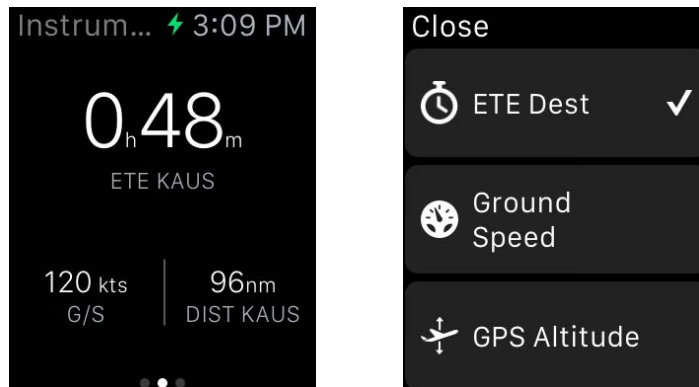 Instrum... 3:09 PM
0h48m
ETE KAUS
120 kts
G/S
96nm
DIST KAUS
Close
ETE Dest
Ground
Speed
GPS Altitude